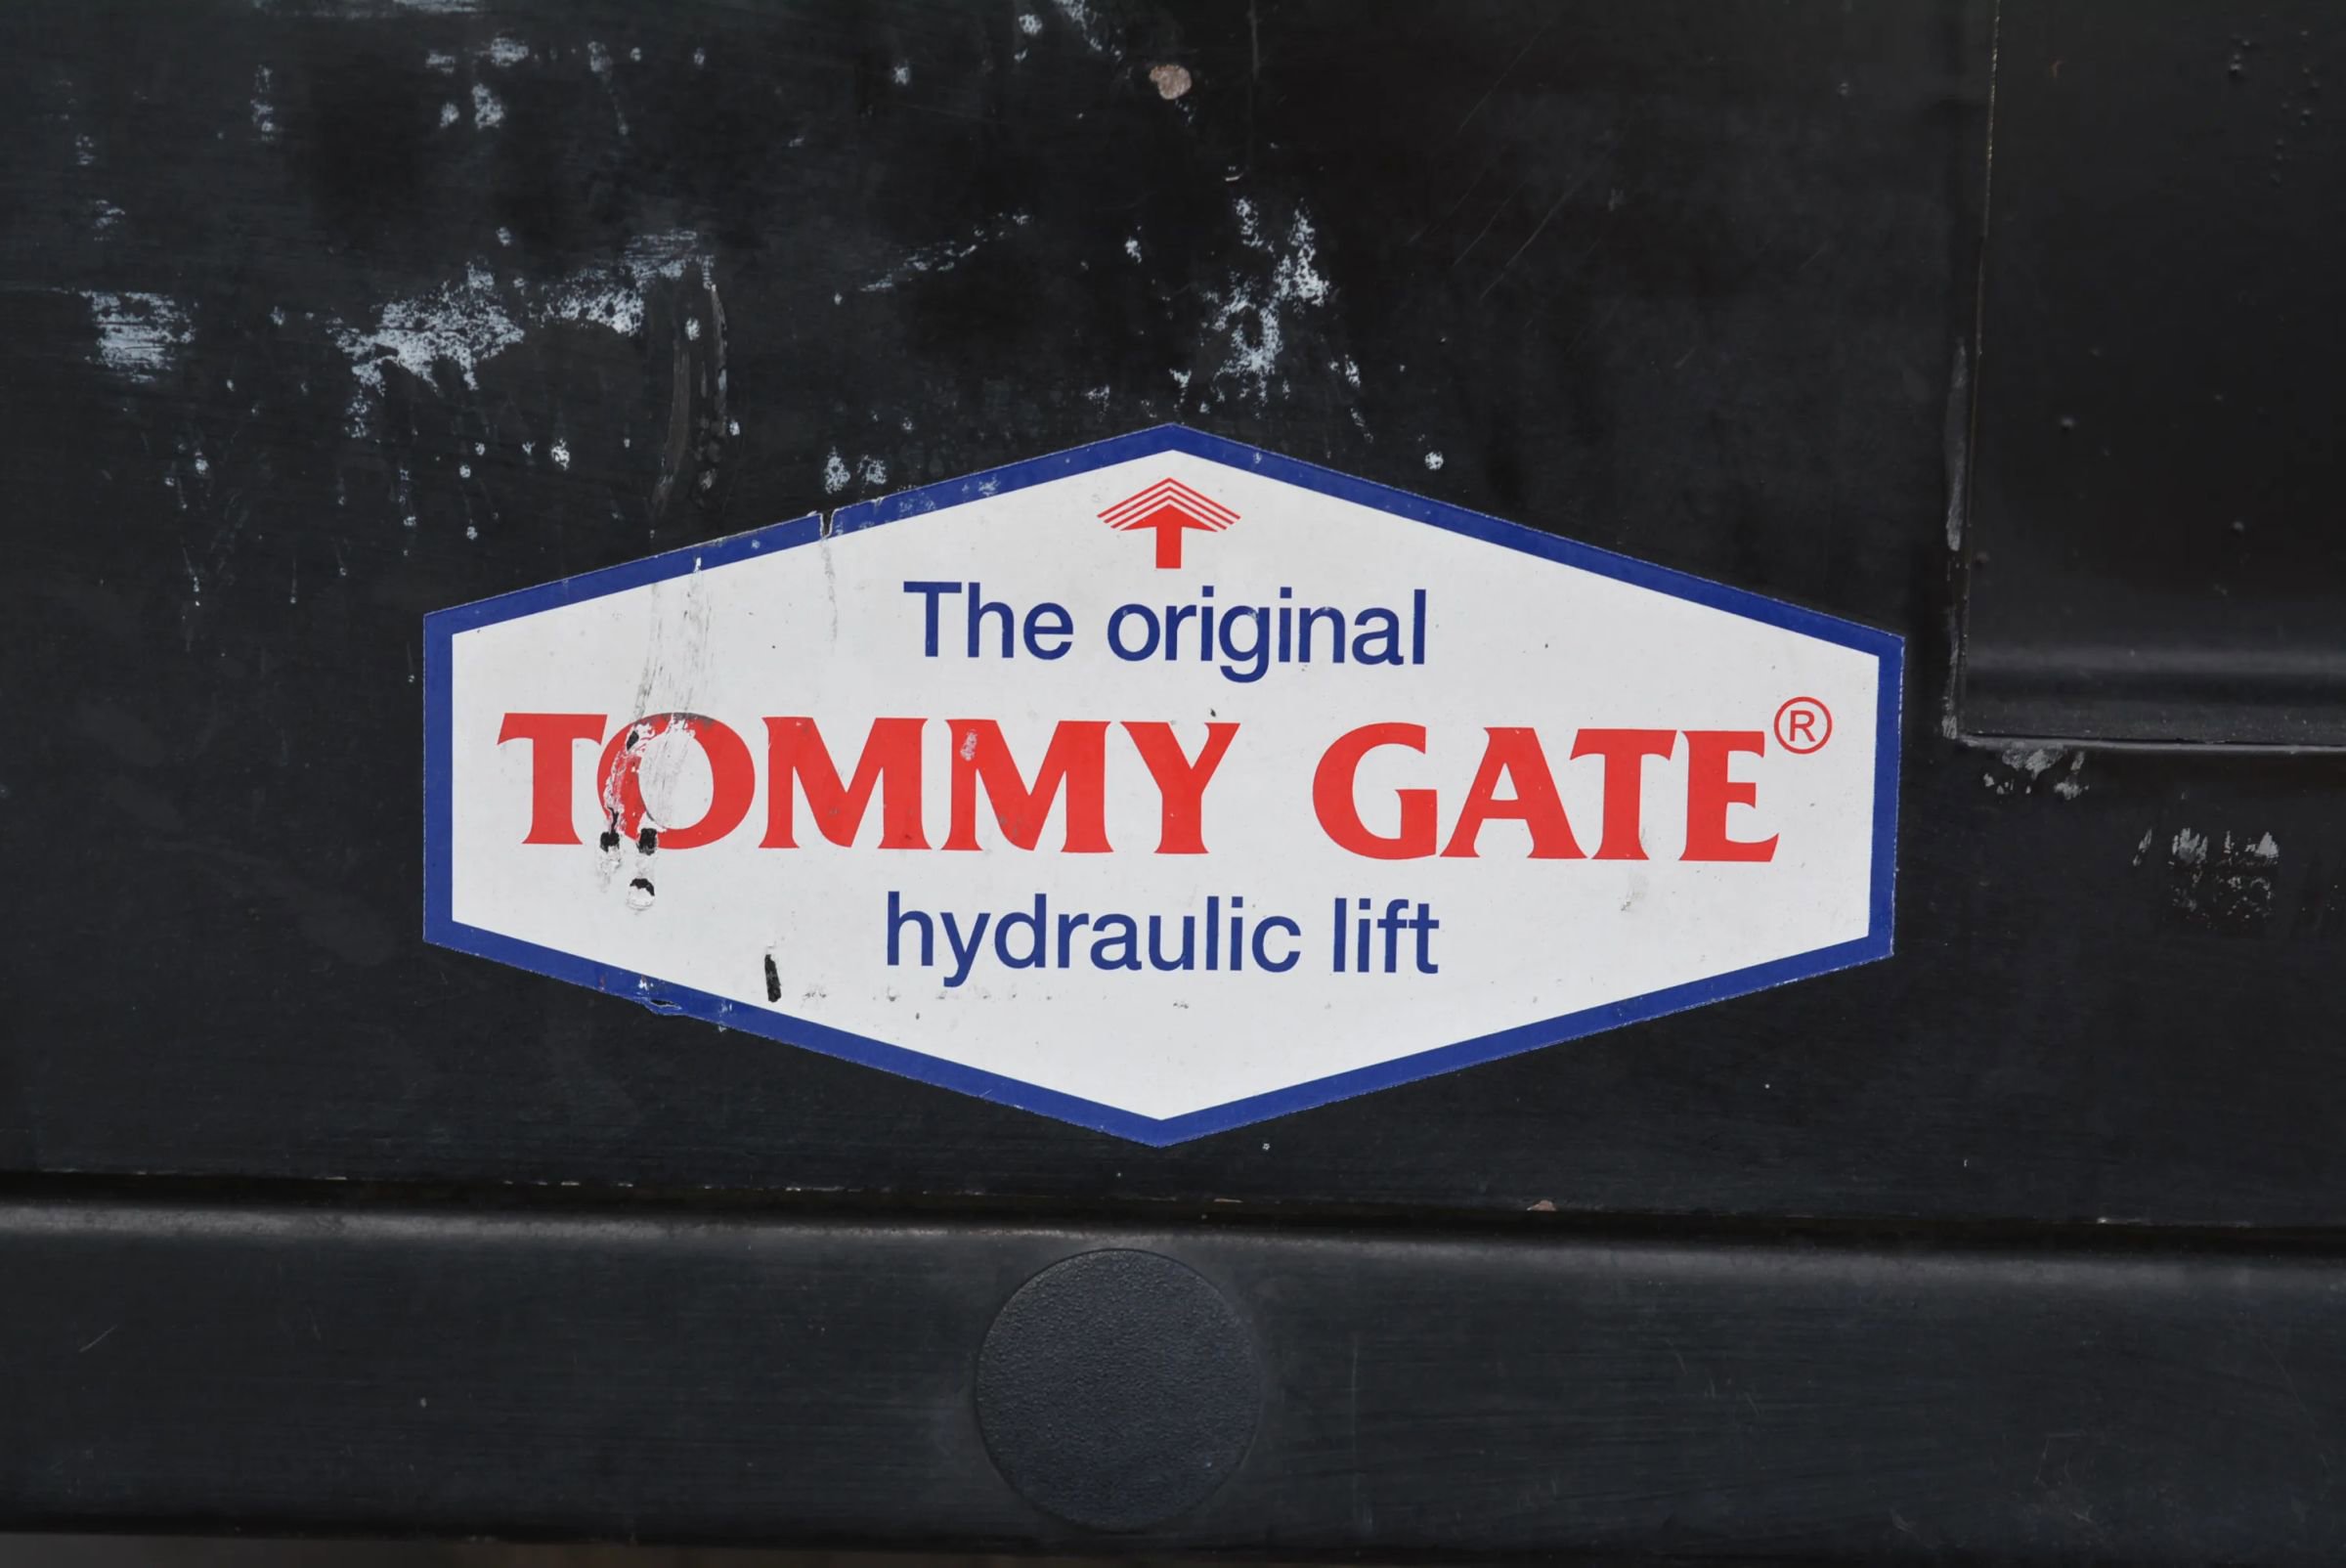 The original
TOMMY GATE®
hydraulic lift